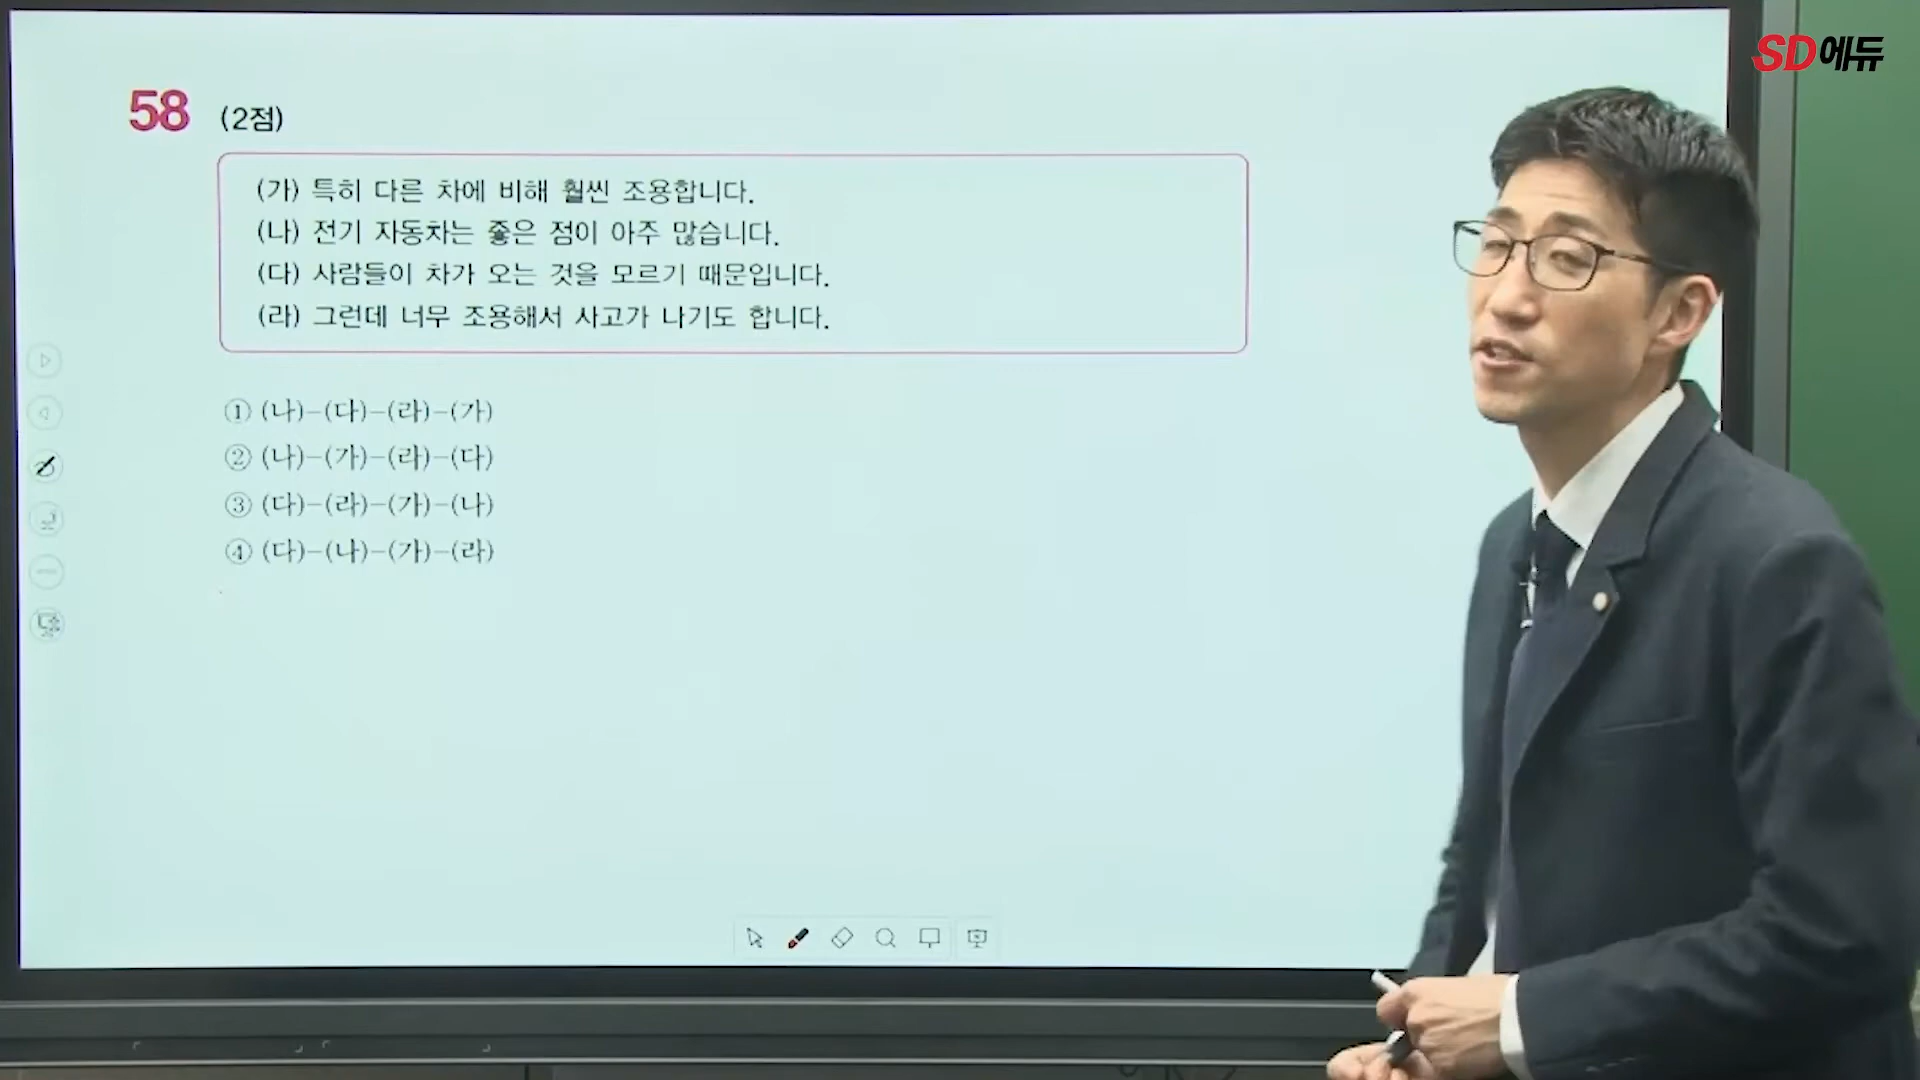 SD에듀
58 (2점)
(가) 특히 다른 차에 비해 훨씬 조용합니다.
(나) 전기 자동차는 좋은 점이 아주 많습니다.
(다) 사람들이 차가 오는 것을 모르기 때문입니다.
(라) 그런데 너무 조용해서 사고가 나기도 합니다.
① (나)-(다)-(라)-(가)
② (나)-(가)-(라)-(다)
③ (다)-(라)-(가)-(나)
④ (다)-(나)-(가)-(라)